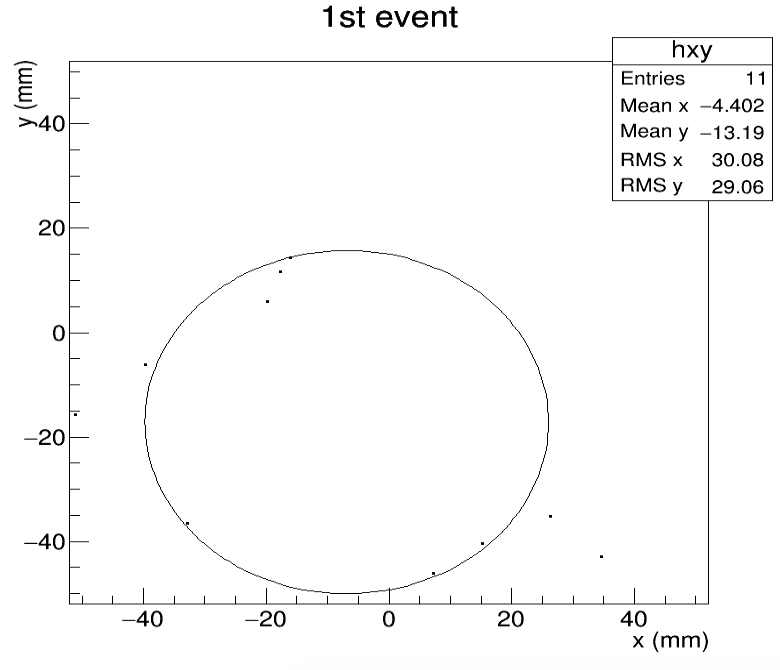 1st event
hxy
Entries 11
Mean x −4.402
Mean y −13.19
RMS x 30.08
RMS y 29.06
y (mm)
40
20
0
−20
−40
−40 −20 0 20 40
x (mm)